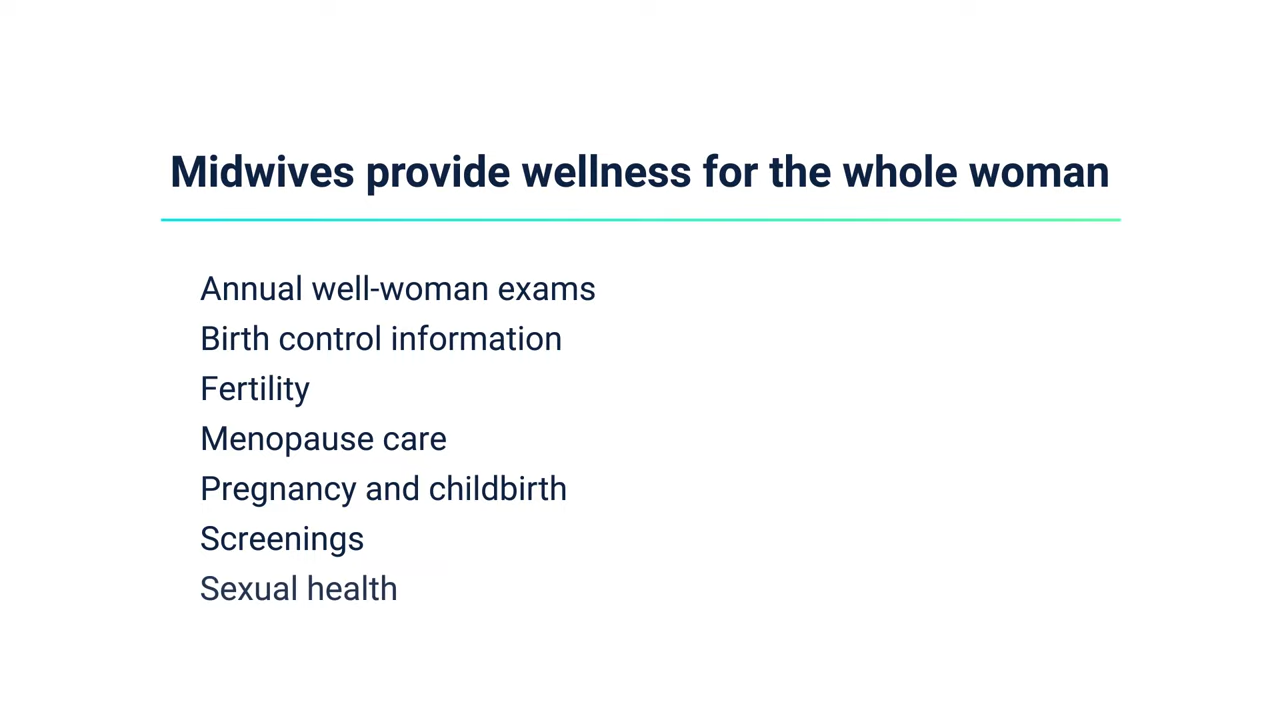 Midwives provide wellness for the whole woman
Annual well-woman exams
Birth control information
Fertility
Menopause care
Pregnancy and childbirth
Screenings
Sexual health